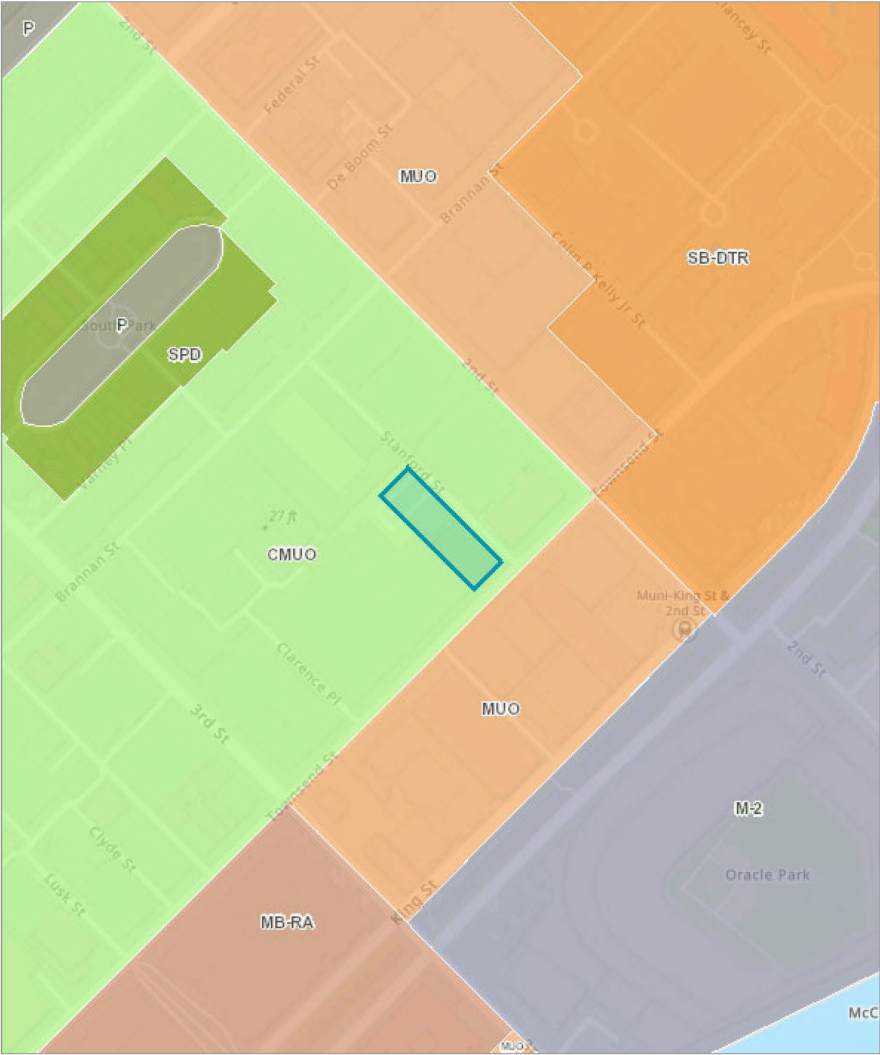 P
2nd St
Clancey St
Federal St
De Boom St
MUO
Brannan St
Colin P Kelly Jr St
SB-DTR
South Park
P
SPD
2nd St
Varney Pl
Stanford St
Townsend St
27 ft
CMUO
Brannan St
Muni-King St &
2nd St
2nd St
Clarence Pl
3rd St
MUO
Townsend St
M-2
Clyde St
Oracle Park
Lusk St
King St
MB-RA
McC
MUO